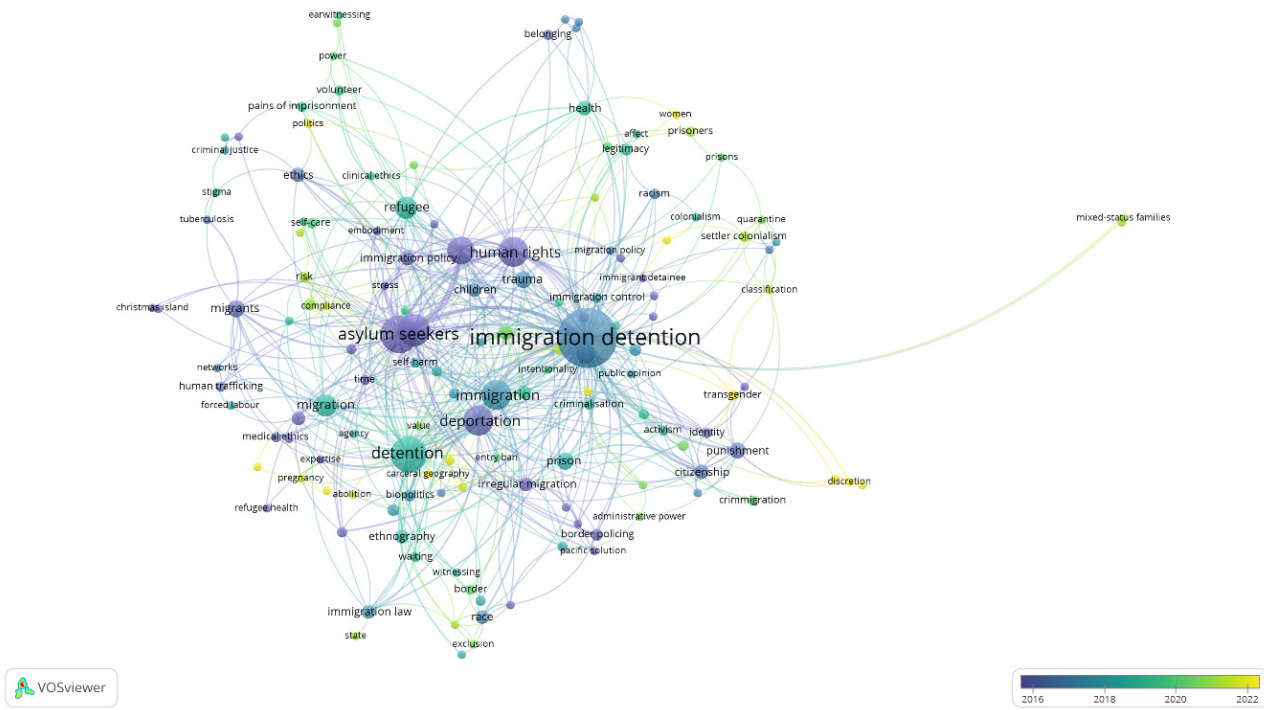 earwitnessing
belonging
power
volunteer
pains of imprisonment
health
women
politics
affect
prisoners
criminal justice
legitimacy
prisons
ethics
clinical ethics
stigma
racism
refugee
tuberculosis
self-care
colonialism
quarantine
mixed-status families
embodiment
settler colonialism
human rights
migration policy
immigration policy
risk
stress
trauma
immigrant detainee
children
classification
immigration control
christmas island
migrants
compliance
asylum seekers
immigration detention
self-harm
networks
intentionality
public opinion
time
human trafficking
immigration
transgender
forced labour
migration
criminalisation
deportation
value
medical ethics
agency
activism
identity
detention
punishment
expertise
entry ban
prison
carceral geography
citizenship
pregnancy
irregular migration
discretion
abolition
biopolitics
crimmigration
refugee health
administrative power
ethnography
border policing
waiting
pacific solution
witnessing
border
immigration law
race
state
exclusion
VOSviewer
2016
2018
2020
2022